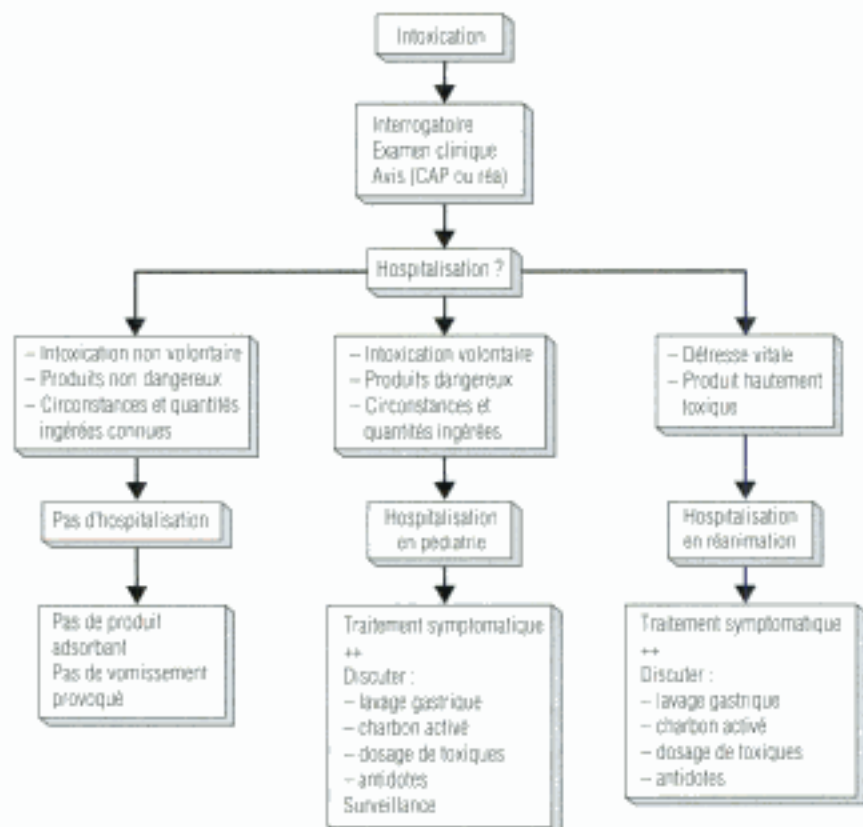 Intoxication
Interrogatoire
Examen clinique
Avis (CAP ou réa)
Hospitalisation ?
– Intoxication non volontaire
– Produits non dangereux
– Circonstances et quantités
ingérées connues
– Intoxication volontaire
– Produits dangereux
– Circonstances et
quantités ingérées
– Détresse vitale
– Produit hautement
toxique
Pas d'hospitalisation
Hospitalisation
en pédiatrie
Hospitalisation
en réanimation
Pas de produit
adsorbant
Pas de vomissement
provoqué
Traitement symptomatique
++
Discuter :
– lavage gastrique
– charbon activé
– dosage de toxiques
– antidotes
Surveillance
Traitement symptomatique
++
Discuter :
– lavage gastrique
– charbon activé
– dosage de toxiques
– antidotes